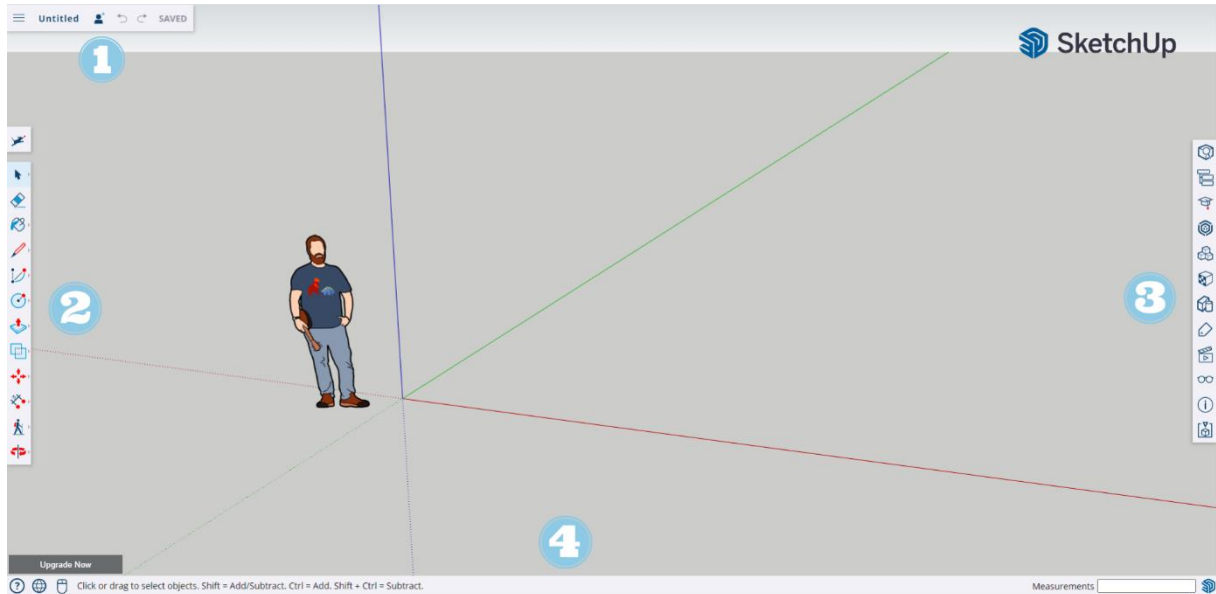 Untitled SAVED
1
SketchUp
2
3
4
Upgrade Now
Click or drag to select objects. Shift = Add/Subtract. Ctrl = Add. Shift + Ctrl = Subtract.
Measurements